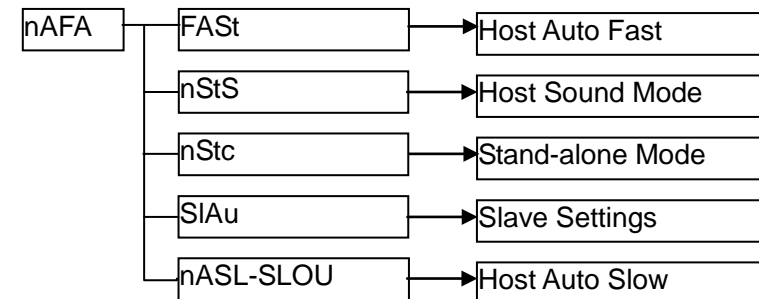 nAFA FASt Host Auto Fast
nStS Host Sound Mode
nStc Stand-alone Mode
SlAu Slave Settings
nASL-SLOU Host Auto Slow